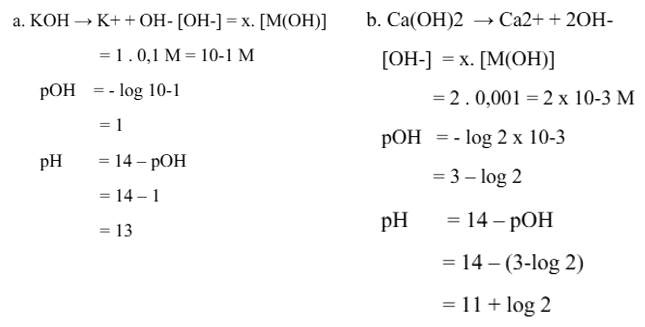 a. KOH → K+ + OH- [OH-] = x. [M(OH)]
= 1 . 0,1 M = 10-1 M
pOH = - log 10-1
= 1
pH = 14 – pOH
= 14 – 1
= 13
b. Ca(OH)2 → Ca2+ + 2OH-
[OH-] = x. [M(OH)]
= 2 . 0,001 = 2 x 10-3 M
pOH = - log 2 x 10-3
= 3 – log 2
pH = 14 – pOH
= 14 – (3-log 2)
= 11 + log 2